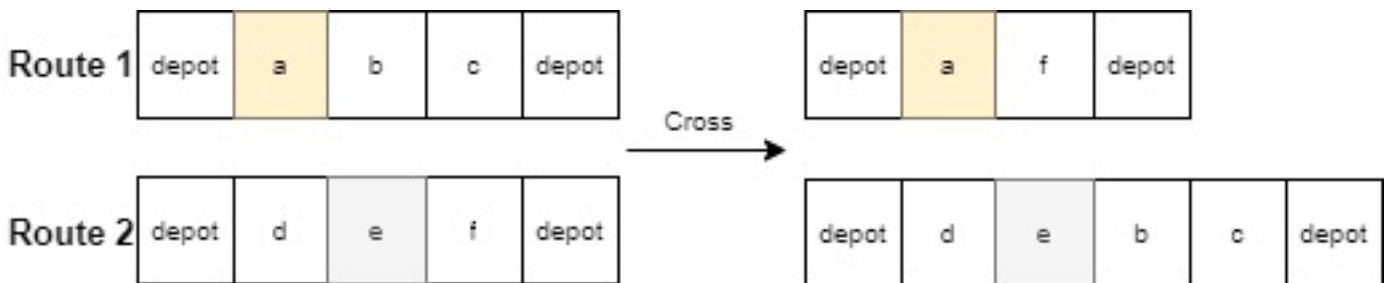 Route 1 depot a b c depot depot a f depot
Cross
Route 2 depot d e f depot depot d e b c depot